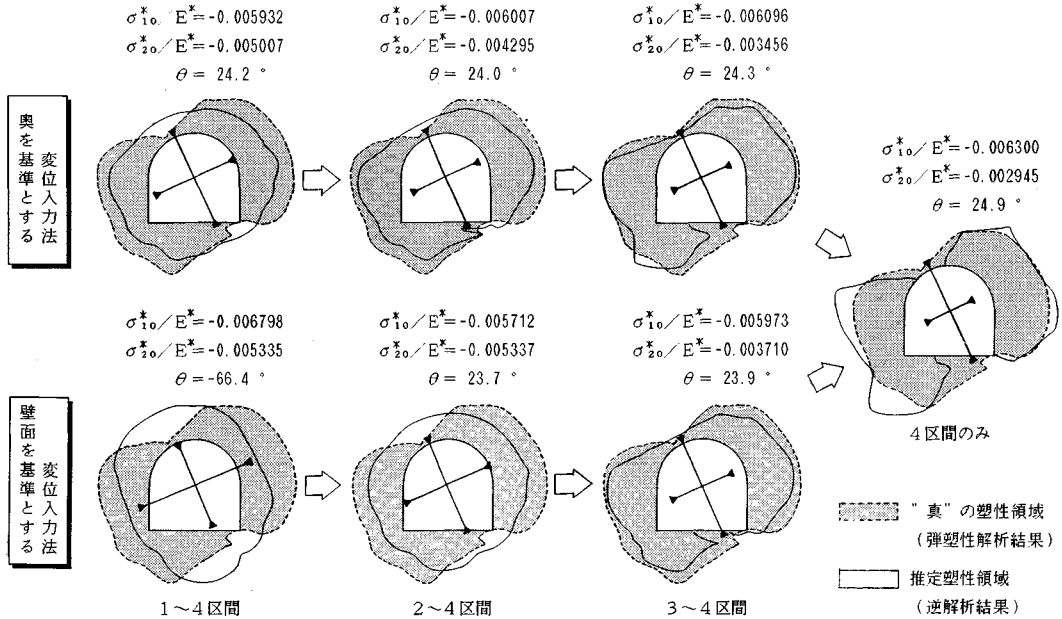 σ*₁₀／E*=-0.005932
σ*₂₀／E*=-0.005007
θ = 24.2 °
σ*₁₀／E*=-0.006007
σ*₂₀／E*=-0.004295
θ = 24.0 °
σ*₁₀／E*=-0.006096
σ*₂₀／E*=-0.003456
θ = 24.3 °
奥を基準とする
変位入力法
σ*₁₀／E*=-0.006300
σ*₂₀／E*=-0.002945
θ = 24.9 °
4区間のみ
σ*₁₀／E*=-0.006798
σ*₂₀／E*=-0.005335
θ = -66.4 °
σ*₁₀／E*=-0.005712
σ*₂₀／E*=-0.005337
θ = 23.7 °
σ*₁₀／E*=-0.005973
σ*₂₀／E*=-0.003710
θ = 23.9 °
壁面を基準とする
変位入力法
1～4区間
2～4区間
3～4区間
"真"の塑性領域
（弾塑性解析結果）
推定塑性領域
（逆解析結果）